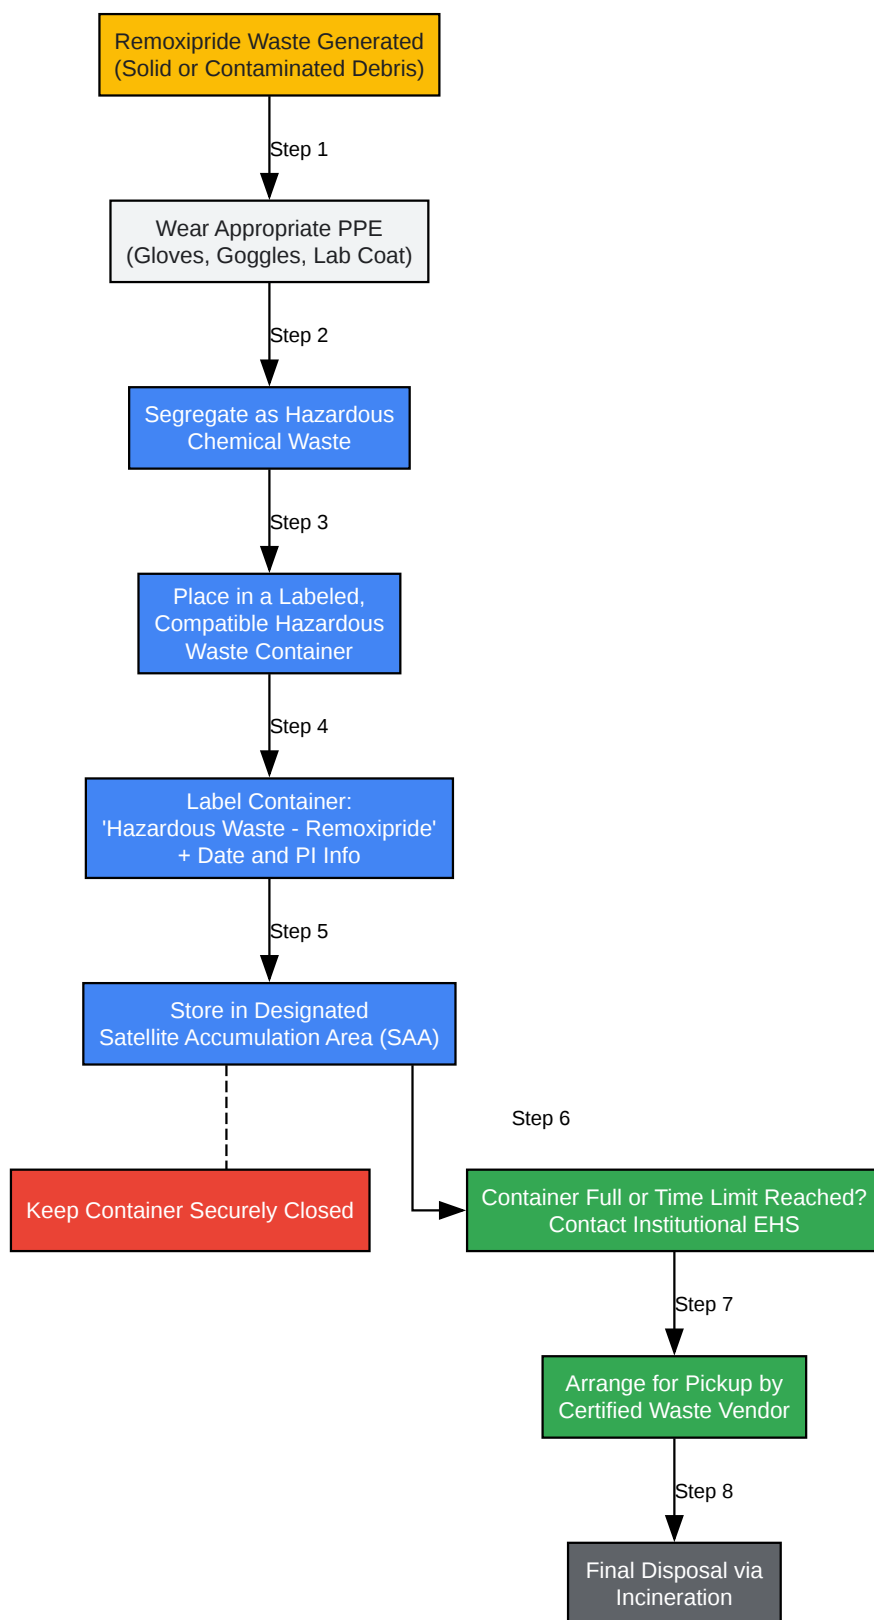 Remoxipride Waste Generated
(Solid or Contaminated Debris)
Step 1
Wear Appropriate PPE
(Gloves, Goggles, Lab Coat)
Step 2
Segregate as Hazardous
Chemical Waste
Step 3
Place in a Labeled,
Compatible Hazardous
Waste Container
Step 4
Label Container:
'Hazardous Waste - Remoxipride'
+ Date and PI Info
Step 5
Store in Designated
Satellite Accumulation Area (SAA)
Step 6
Keep Container Securely Closed
Container Full or Time Limit Reached?
Contact Institutional EHS
Step 7
Arrange for Pickup by
Certified Waste Vendor
Step 8
Final Disposal via
Incineration